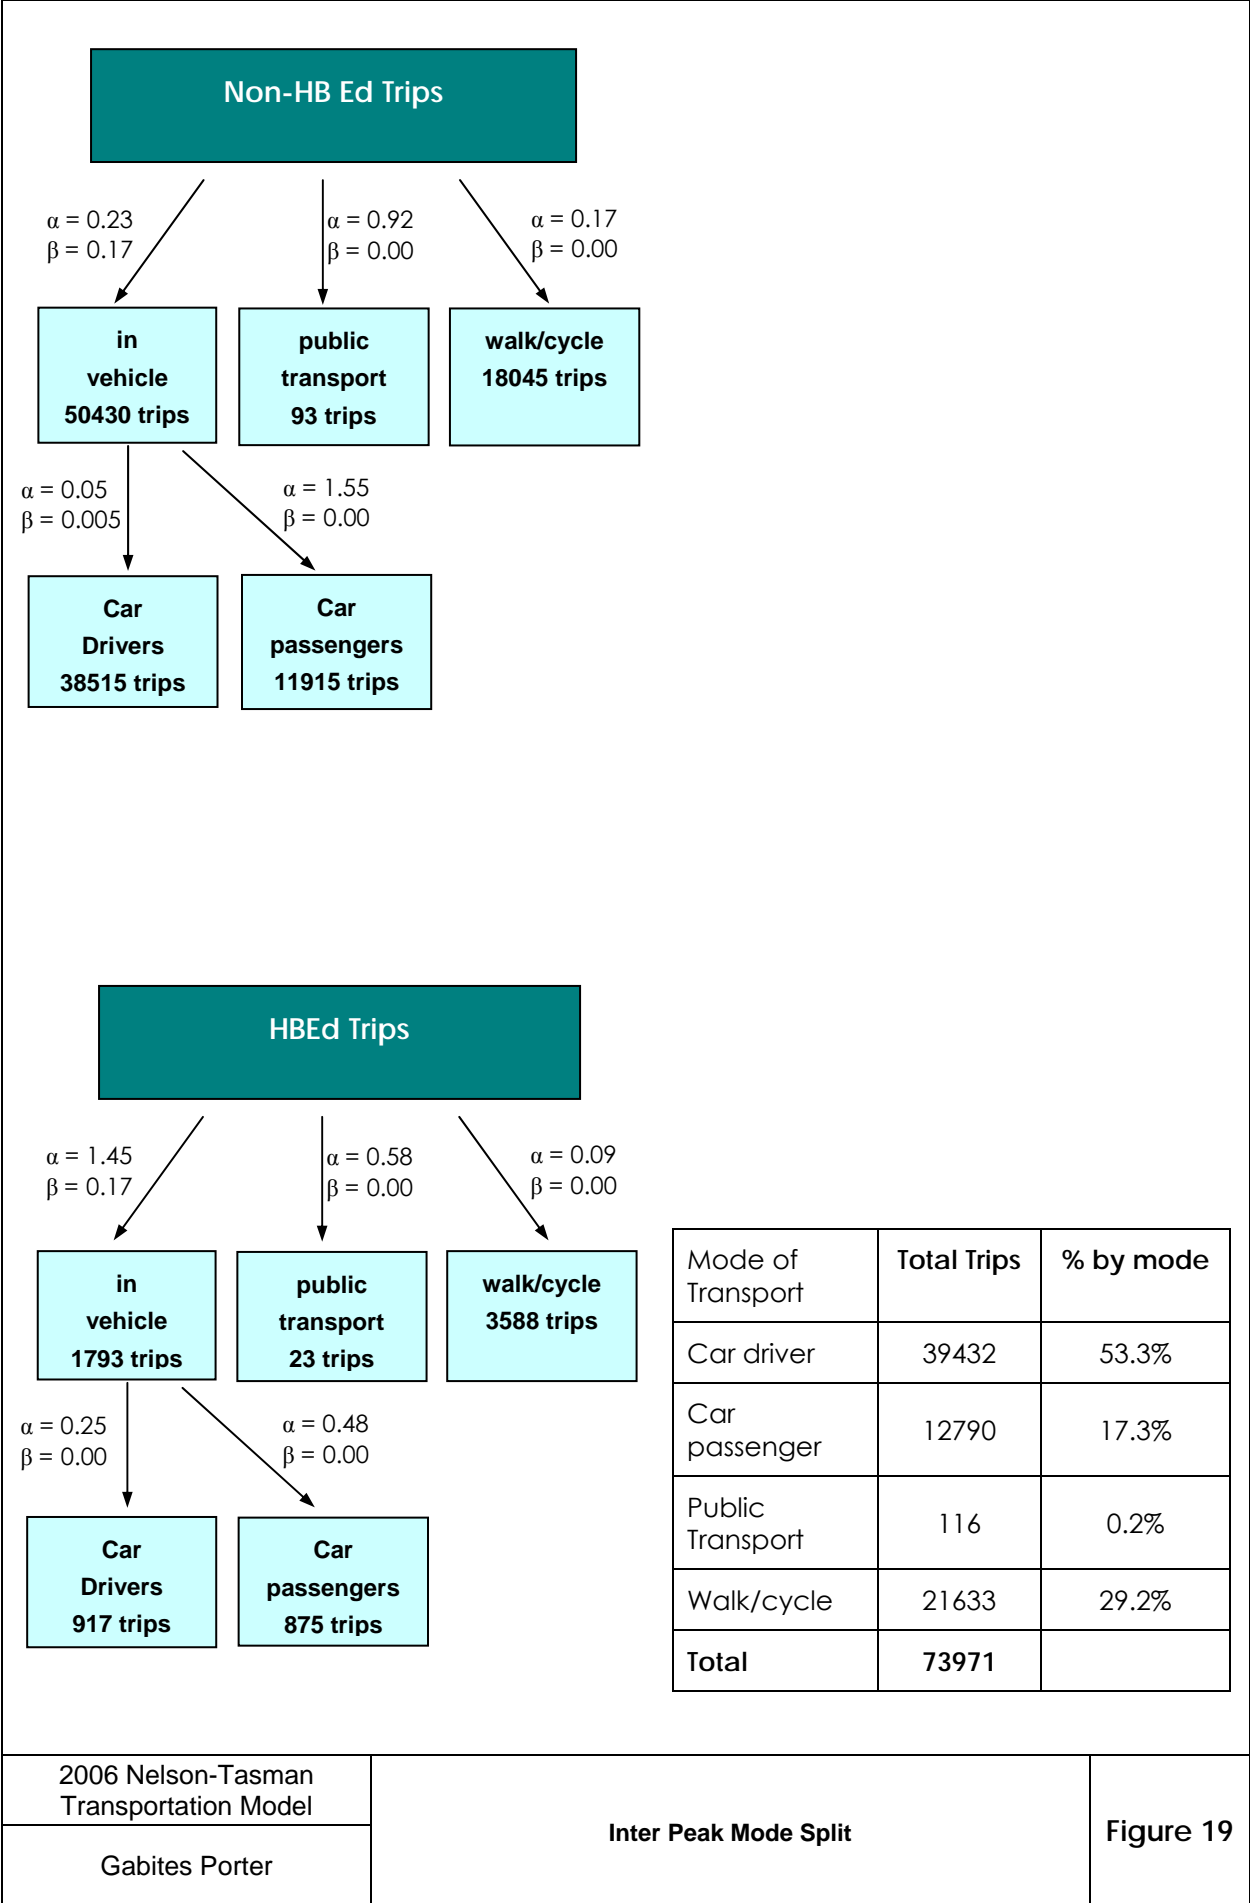 Non-HB Ed Trips
α = 0.23
β = 0.17
α = 0.92
β = 0.00
α = 0.17
β = 0.00
in
vehicle
50430 trips
public
transport
93 trips
walk/cycle
18045 trips
α = 0.05
β = 0.005
α = 1.55
β = 0.00
Car
Drivers
38515 trips
Car
passengers
11915 trips
HBEd Trips
α = 1.45
β = 0.17
α = 0.58
β = 0.00
α = 0.09
β = 0.00
in
vehicle
1793 trips
public
transport
23 trips
walk/cycle
3588 trips
α = 0.25
β = 0.00
α = 0.48
β = 0.00
Car
Drivers
917 trips
Car
passengers
875 trips
Mode of
Transport
Total Trips
% by mode
Car driver 39432 53.3%
Car
passenger
12790 17.3%
Public
Transport
116 0.2%
Walk/cycle 21633 29.2%
Total 73971
2006 Nelson-Tasman
Transportation Model
Gabites Porter
Inter Peak Mode Split
Figure 19